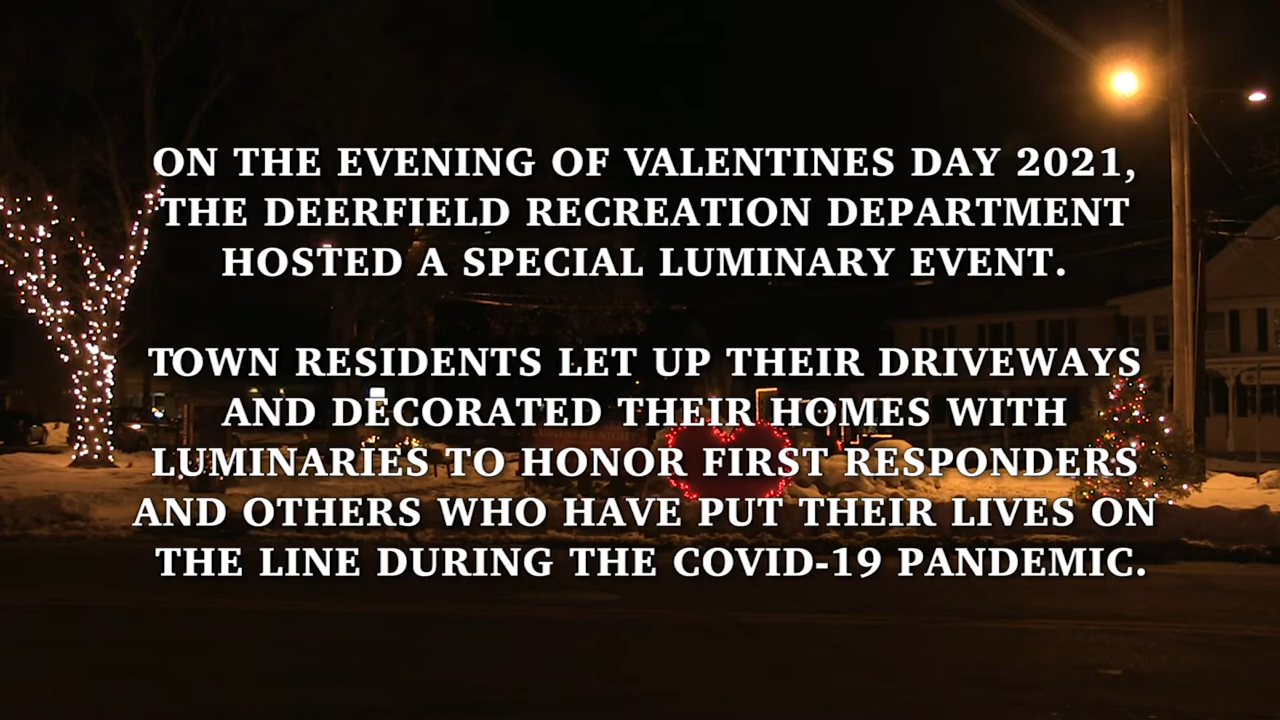 ON THE EVENING OF VALENTINES DAY 2021,
THE DEERFIELD RECREATION DEPARTMENT
HOSTED A SPECIAL LUMINARY EVENT.
TOWN RESIDENTS LET UP THEIR DRIVEWAYS
AND DECORATED THEIR HOMES WITH
LUMINARIES TO HONOR FIRST RESPONDERS
AND OTHERS WHO HAVE PUT THEIR LIVES ON
THE LINE DURING THE COVID-19 PANDEMIC.